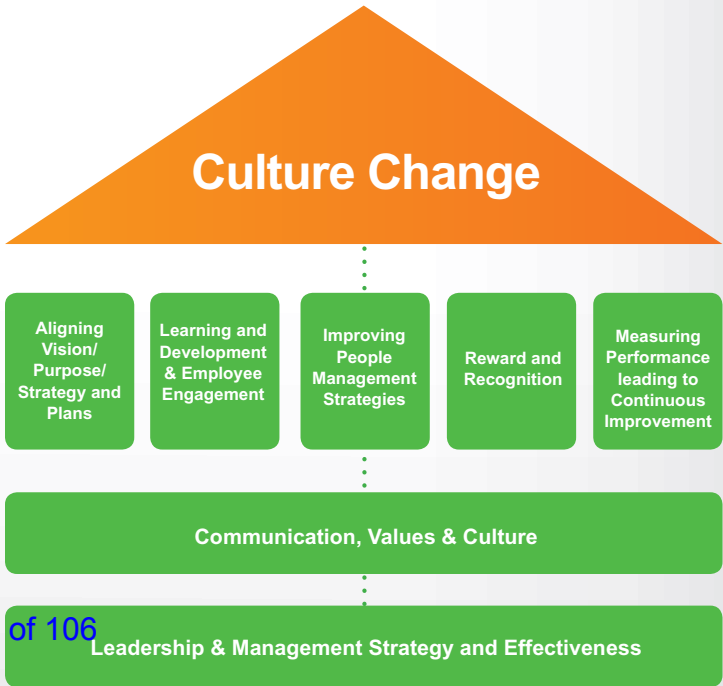 Culture Change
Aligning
Vision/
Purpose/
Strategy and
Plans
Learning and
Development
& Employee
Engagement
Improving
People
Management
Strategies
Reward and
Recognition
Measuring
Performance
leading to
Continuous
Improvement
Communication, Values & Culture
of 106
Leadership & Management Strategy and Effectiveness